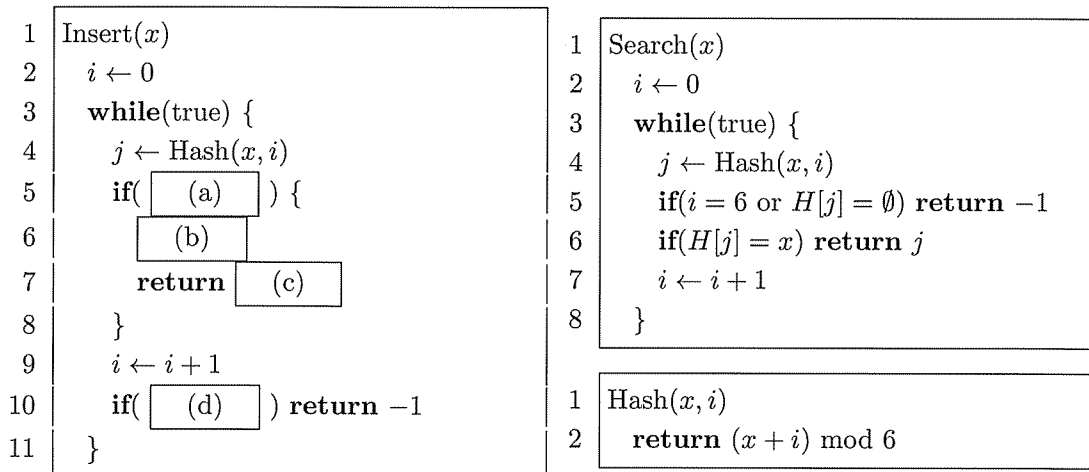 1 Insert(x)
2 i ← 0
3 while(true) {
4 j ← Hash(x, i)
5 if( (a) ) {
6 (b)
7 return (c)
8 }
9 i ← i + 1
10 if( (d) ) return −1
11 }
1 Search(x)
2 i ← 0
3 while(true) {
4 j ← Hash(x, i)
5 if(i = 6 or H[j] = ∅) return −1
6 if(H[j] = x) return j
7 i ← i + 1
8 }
1 Hash(x, i)
2 return (x + i) mod 6